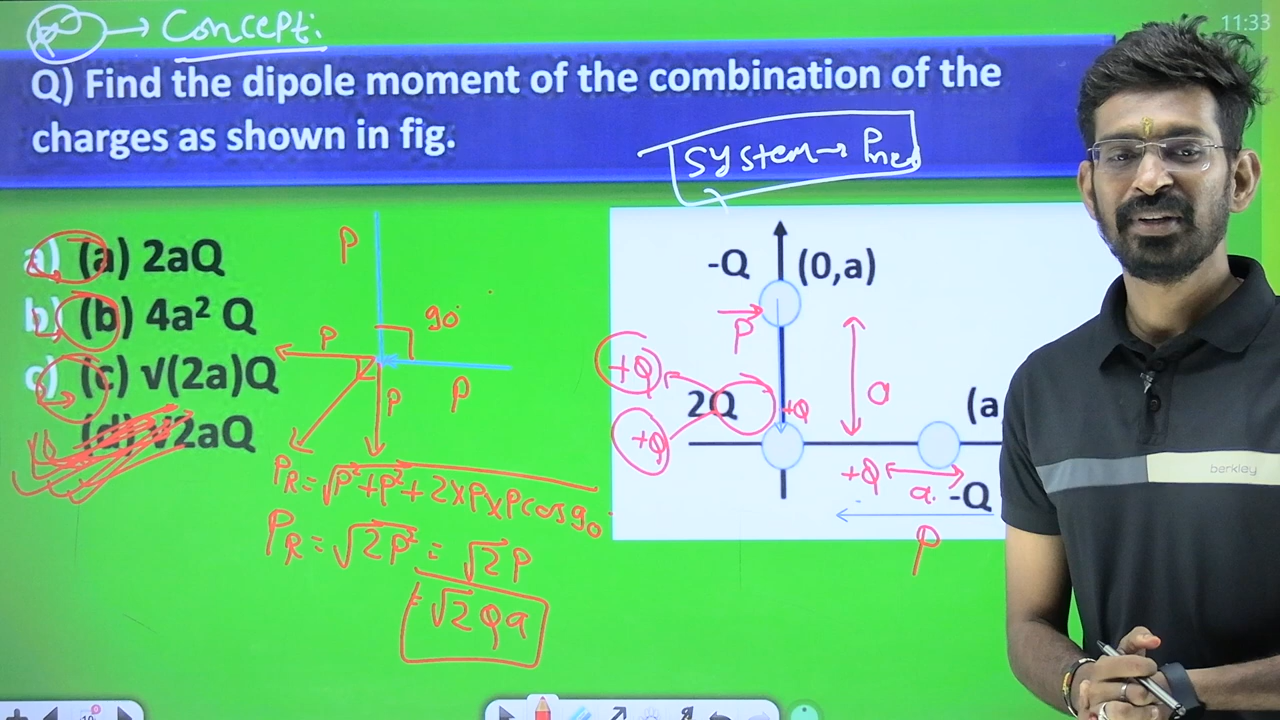 → Concept:
11:33
Q) Find the dipole moment of the combination of the
charges as shown in fig.
System → Pnet
a) (a) 2aQ
b) (b) 4a² Q
c) (c) √(2a)Q
(d) √2aQ
P
90°
P
P
P
PR = √P²+P²+2×P×P cos 90°
PR = √2P² = √2 P
= √2 Qa
-Q (0,a)
P
+Q
a
2Q
+Q
+Q
(a
+Q
a
-Q
P
berkley
10